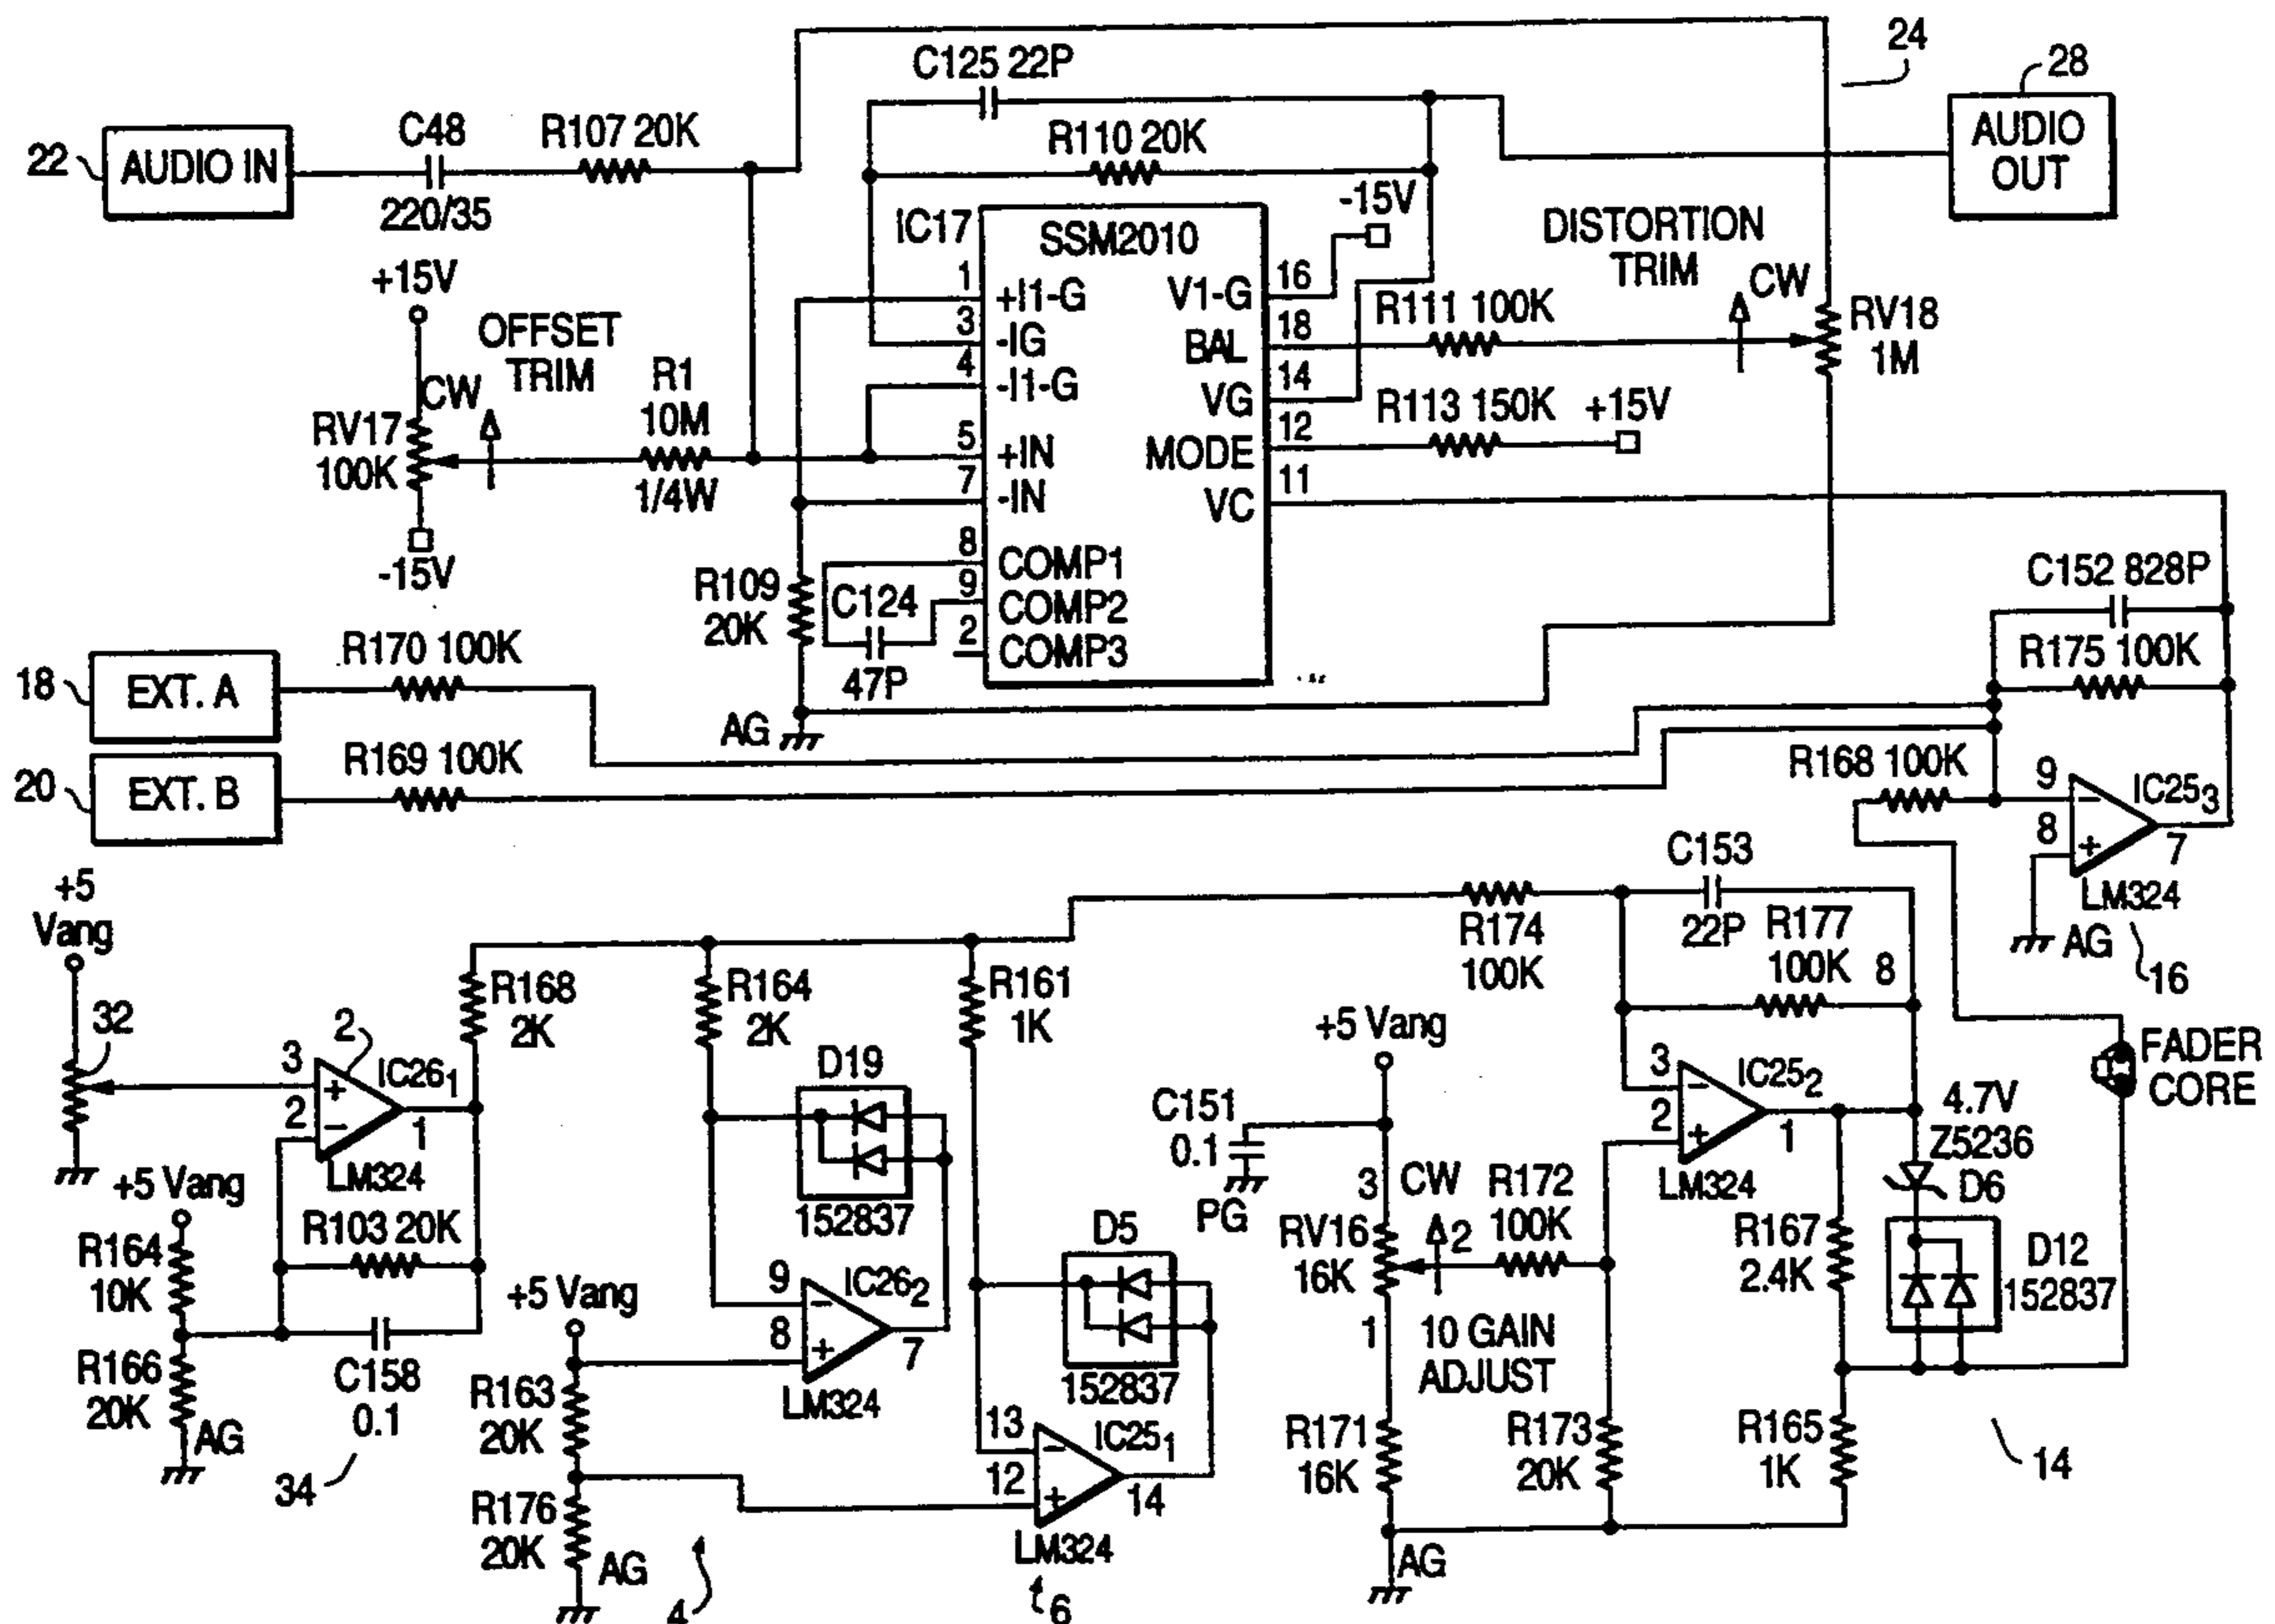 24
28
C125 22P
AUDIO
OUT
22
AUDIO IN
C48
220/35
R107 20K
R110 20K
-15V
DISTORTION
TRIM
CW
RV18
1M
+15V
OFFSET
TRIM
CW
RV17
100K
-15V
R1
10M
1/4W
IC17
SSM2010
1
+I1-G
3
-IG
4
-I1-G
5
+IN
7
-IN
8
COMP1
9
COMP2
2
COMP3
V1-G
16
BAL
18
VG
14
MODE
12
VC
11
R111 100K
R113 150K
+15V
R109
20K
C124
47P
AG
C152 828P
R175 100K
18
EXT. A
R170 100K
20
EXT. B
R169 100K
R168 100K
9
8
7
IC25₃
LM324
AG
16
+5
Vang
32
3
2
2
1
IC26₁
LM324
R168
2K
R164
2K
R161
1K
R174
100K
C153
22P
R177
100K
8
+5 Vang
R164
10K
R166
20K
AG
R103 20K
C158
0.1
34
D19
152837
9
8
7
IC26₂
LM324
+5 Vang
R163
20K
R176
20K
AG
4
D5
152837
13
12
14
IC25₁
LM324
6
+5 Vang
C151
0.1
PG
3
CW
RV16
16K
2
1
10 GAIN
ADJUST
R172
100K
R171
16K
R173
20K
AG
3
2
1
IC25₂
LM324
4.7V
Z5236
D6
R167
2.4K
D12
152837
R165
1K
14
FADER
CORE